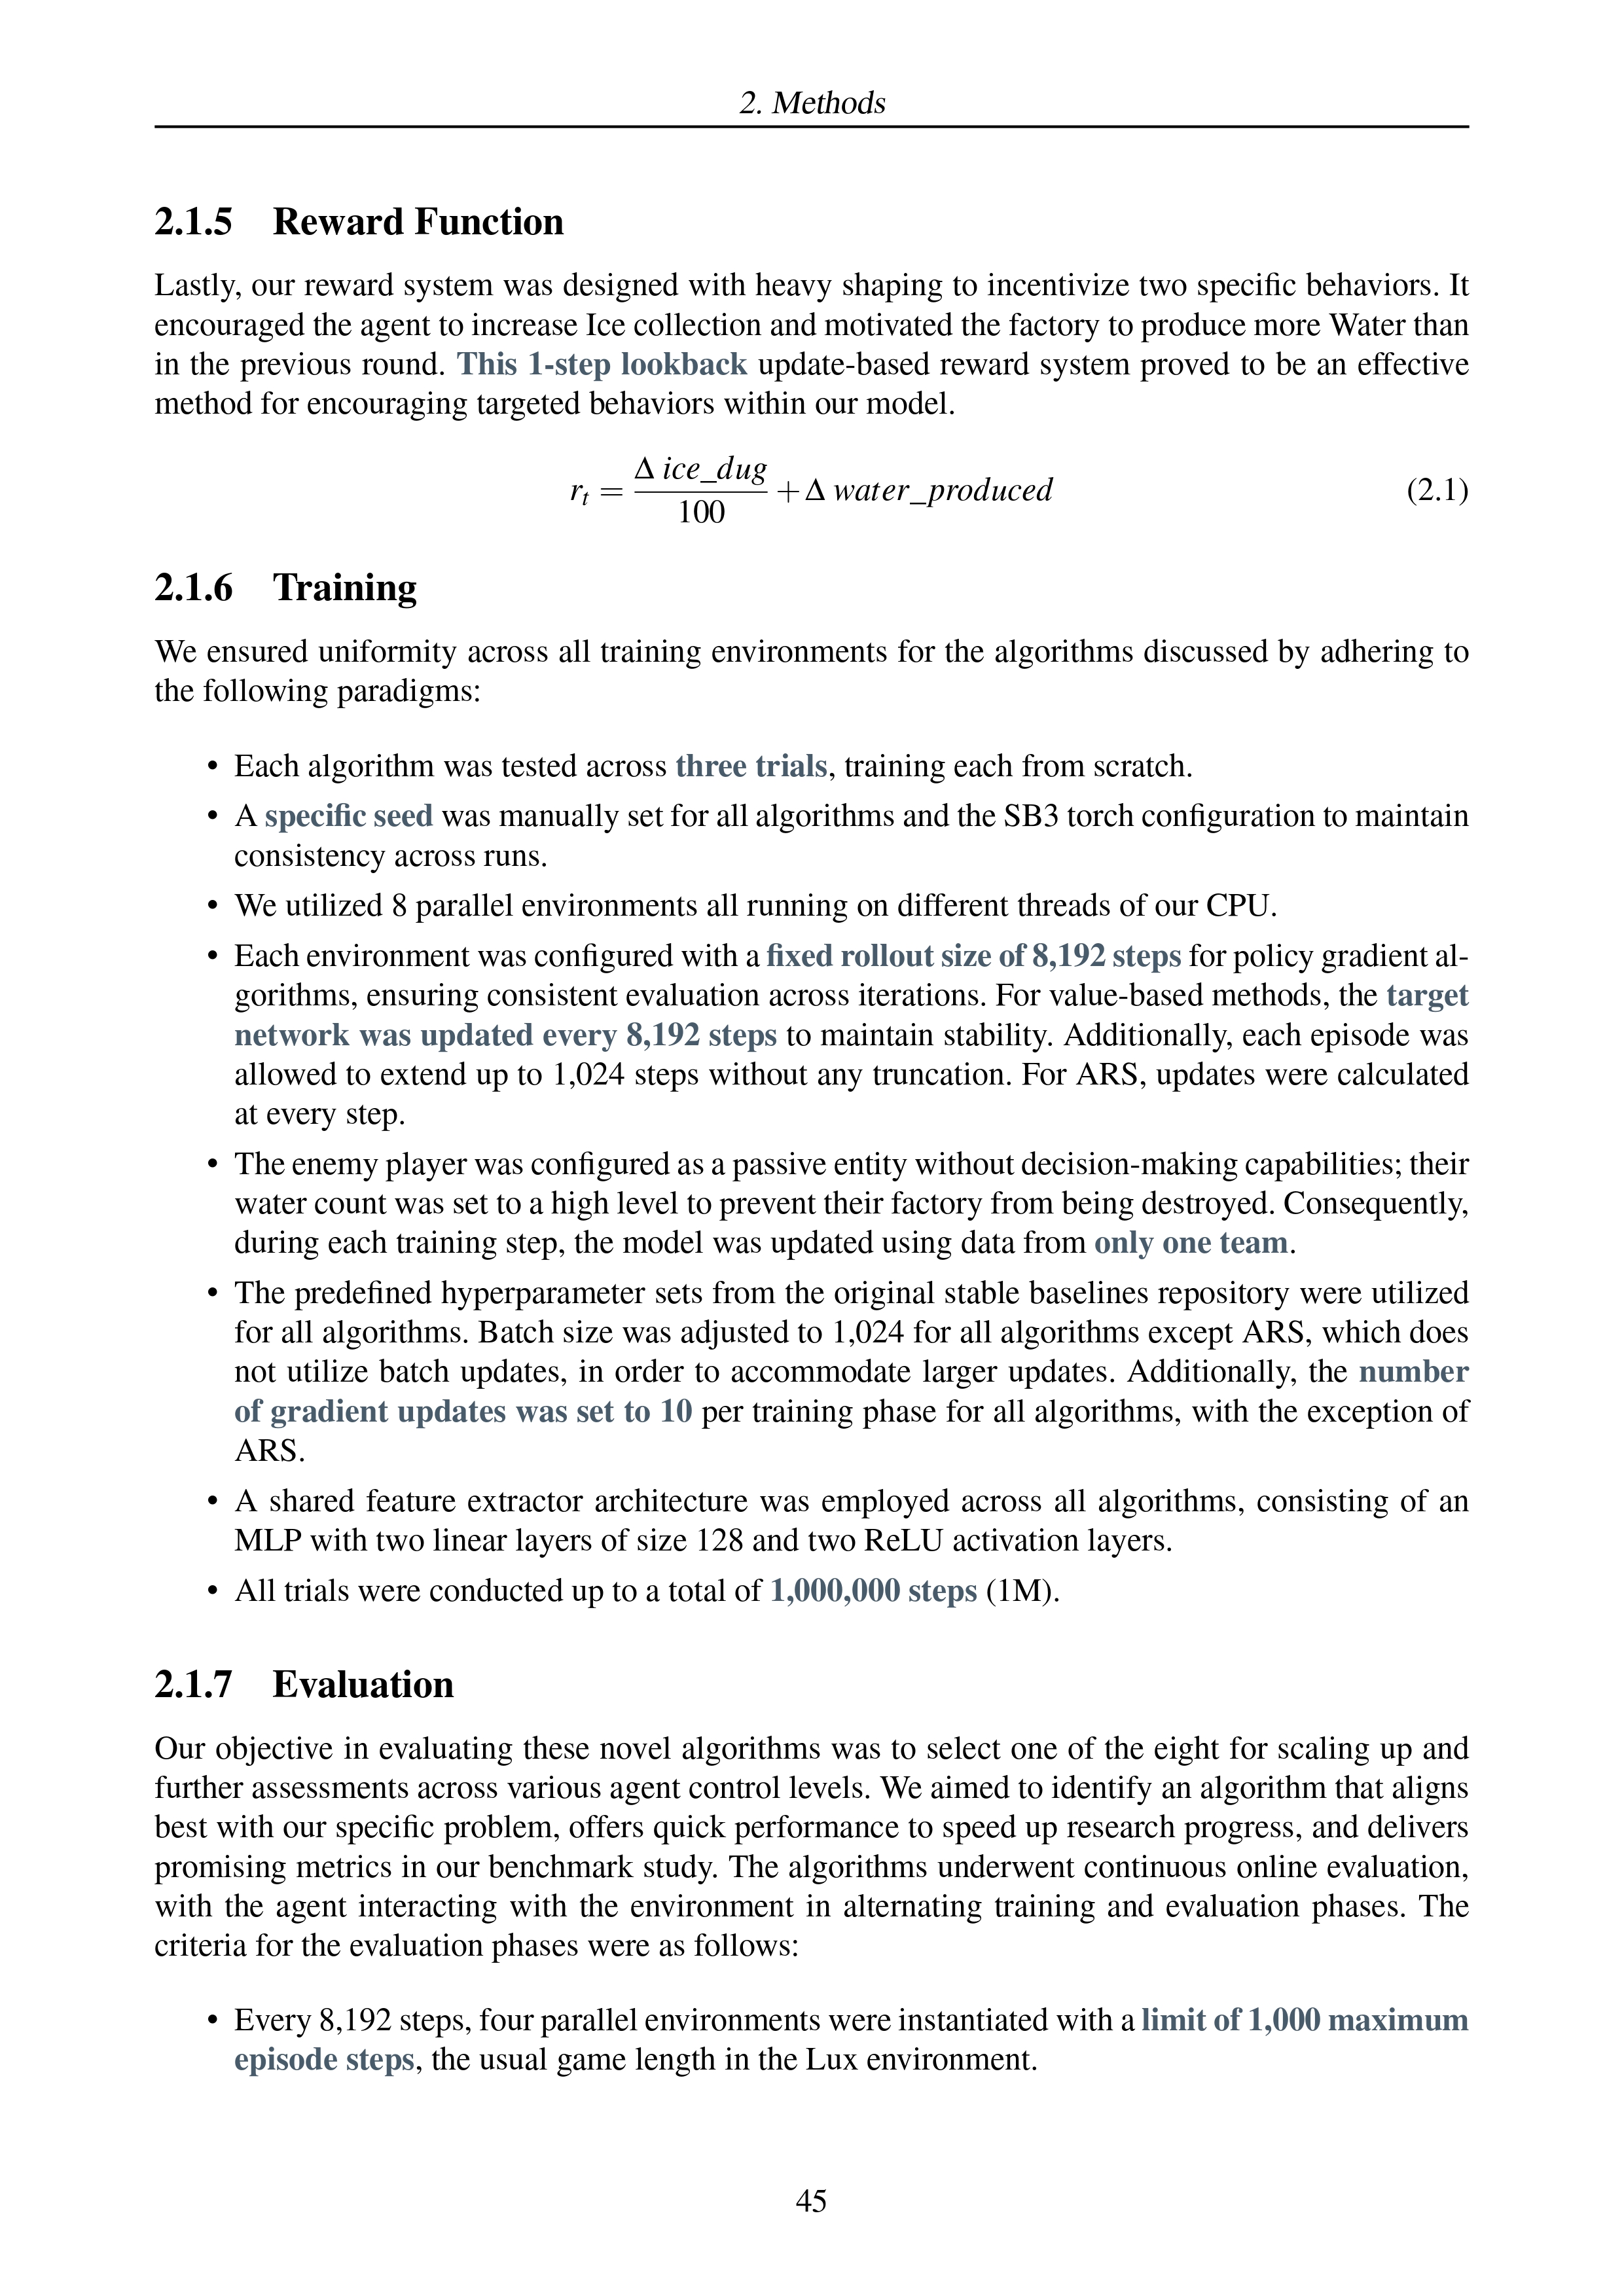 2. Methods
2.1.5 Reward Function
Lastly, our reward system was designed with heavy shaping to incentivize two specific behaviors. It
encouraged the agent to increase Ice collection and motivated the factory to produce more Water than
in the previous round. This 1-step lookback update-based reward system proved to be an effective
method for encouraging targeted behaviors within our model.
r_t = \frac{\Delta ice\_dug}{100} + \Delta water\_produced (2.1)
2.1.6 Training
We ensured uniformity across all training environments for the algorithms discussed by adhering to
the following paradigms:
• Each algorithm was tested across three trials, training each from scratch.
• A specific seed was manually set for all algorithms and the SB3 torch configuration to maintain
consistency across runs.
• We utilized 8 parallel environments all running on different threads of our CPU.
• Each environment was configured with a fixed rollout size of 8,192 steps for policy gradient al-
gorithms, ensuring consistent evaluation across iterations. For value-based methods, the target
network was updated every 8,192 steps to maintain stability. Additionally, each episode was
allowed to extend up to 1,024 steps without any truncation. For ARS, updates were calculated
at every step.
• The enemy player was configured as a passive entity without decision-making capabilities; their
water count was set to a high level to prevent their factory from being destroyed. Consequently,
during each training step, the model was updated using data from only one team.
• The predefined hyperparameter sets from the original stable baselines repository were utilized
for all algorithms. Batch size was adjusted to 1,024 for all algorithms except ARS, which does
not utilize batch updates, in order to accommodate larger updates. Additionally, the number
of gradient updates was set to 10 per training phase for all algorithms, with the exception of
ARS.
• A shared feature extractor architecture was employed across all algorithms, consisting of an
MLP with two linear layers of size 128 and two ReLU activation layers.
• All trials were conducted up to a total of 1,000,000 steps (1M).
2.1.7 Evaluation
Our objective in evaluating these novel algorithms was to select one of the eight for scaling up and
further assessments across various agent control levels. We aimed to identify an algorithm that aligns
best with our specific problem, offers quick performance to speed up research progress, and delivers
promising metrics in our benchmark study. The algorithms underwent continuous online evaluation,
with the agent interacting with the environment in alternating training and evaluation phases. The
criteria for the evaluation phases were as follows:
• Every 8,192 steps, four parallel environments were instantiated with a limit of 1,000 maximum
episode steps, the usual game length in the Lux environment.
45